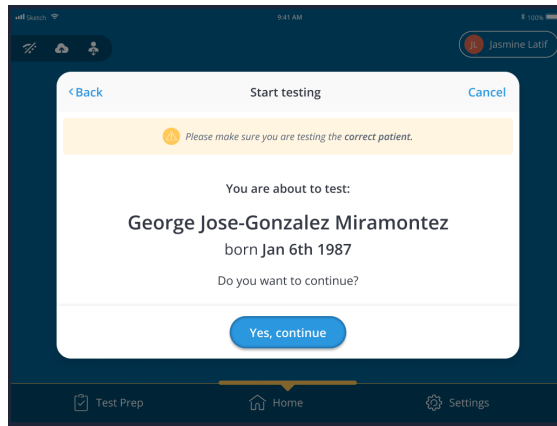 Sketch
9:41 AM
100%
JL Jasmine Latif
<Back Start testing Cancel
Please make sure you are testing the correct patient.
You are about to test:
George Jose-Gonzalez Miramontez
born Jan 6th 1987
Do you want to continue?
Yes, continue
Test Prep Home Settings